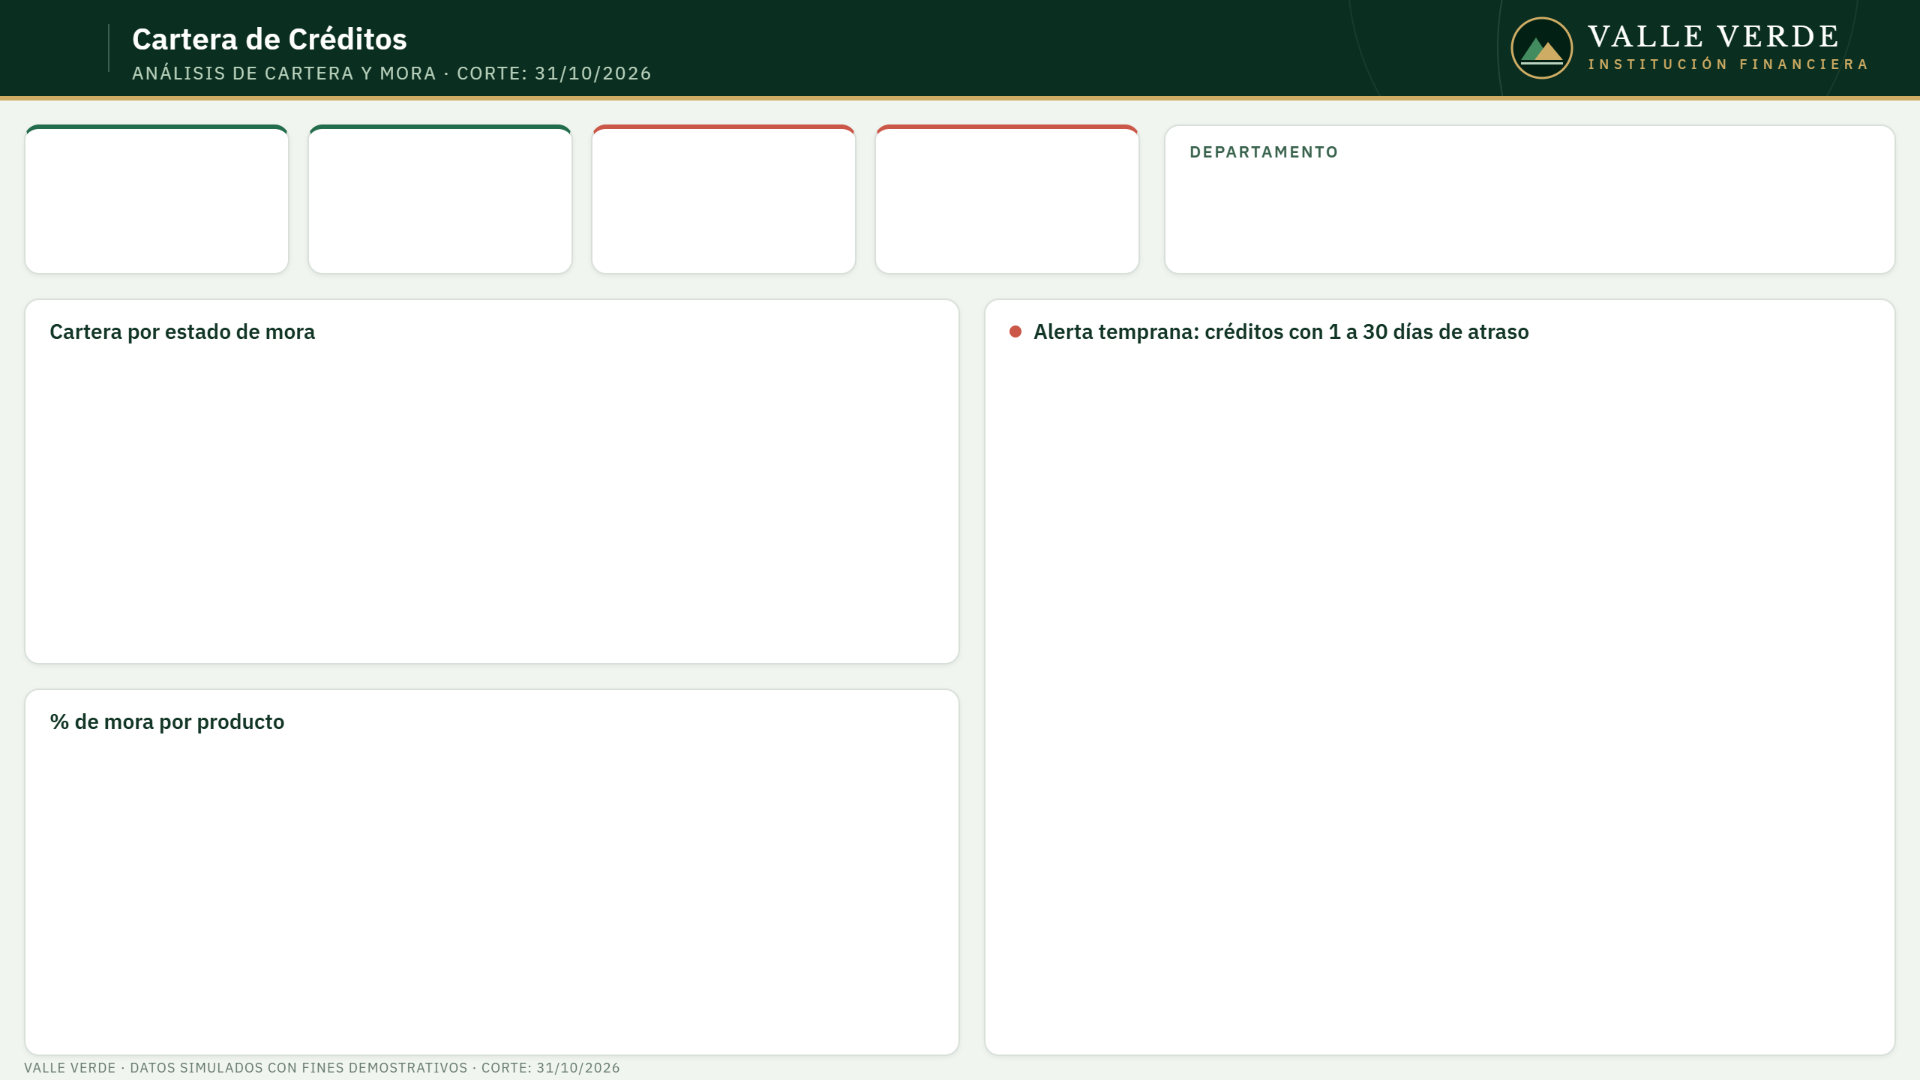 Cartera de Créditos
ANÁLISIS DE CARTERA Y MORA · CORTE: 31/10/2026
VALLE VERDE
INSTITUCIÓN FINANCIERA
DEPARTAMENTO
Cartera por estado de mora
Alerta temprana: créditos con 1 a 30 días de atraso
% de mora por producto
VALLE VERDE · DATOS SIMULADOS CON FINES DEMOSTRATIVOS · CORTE: 31/10/2026